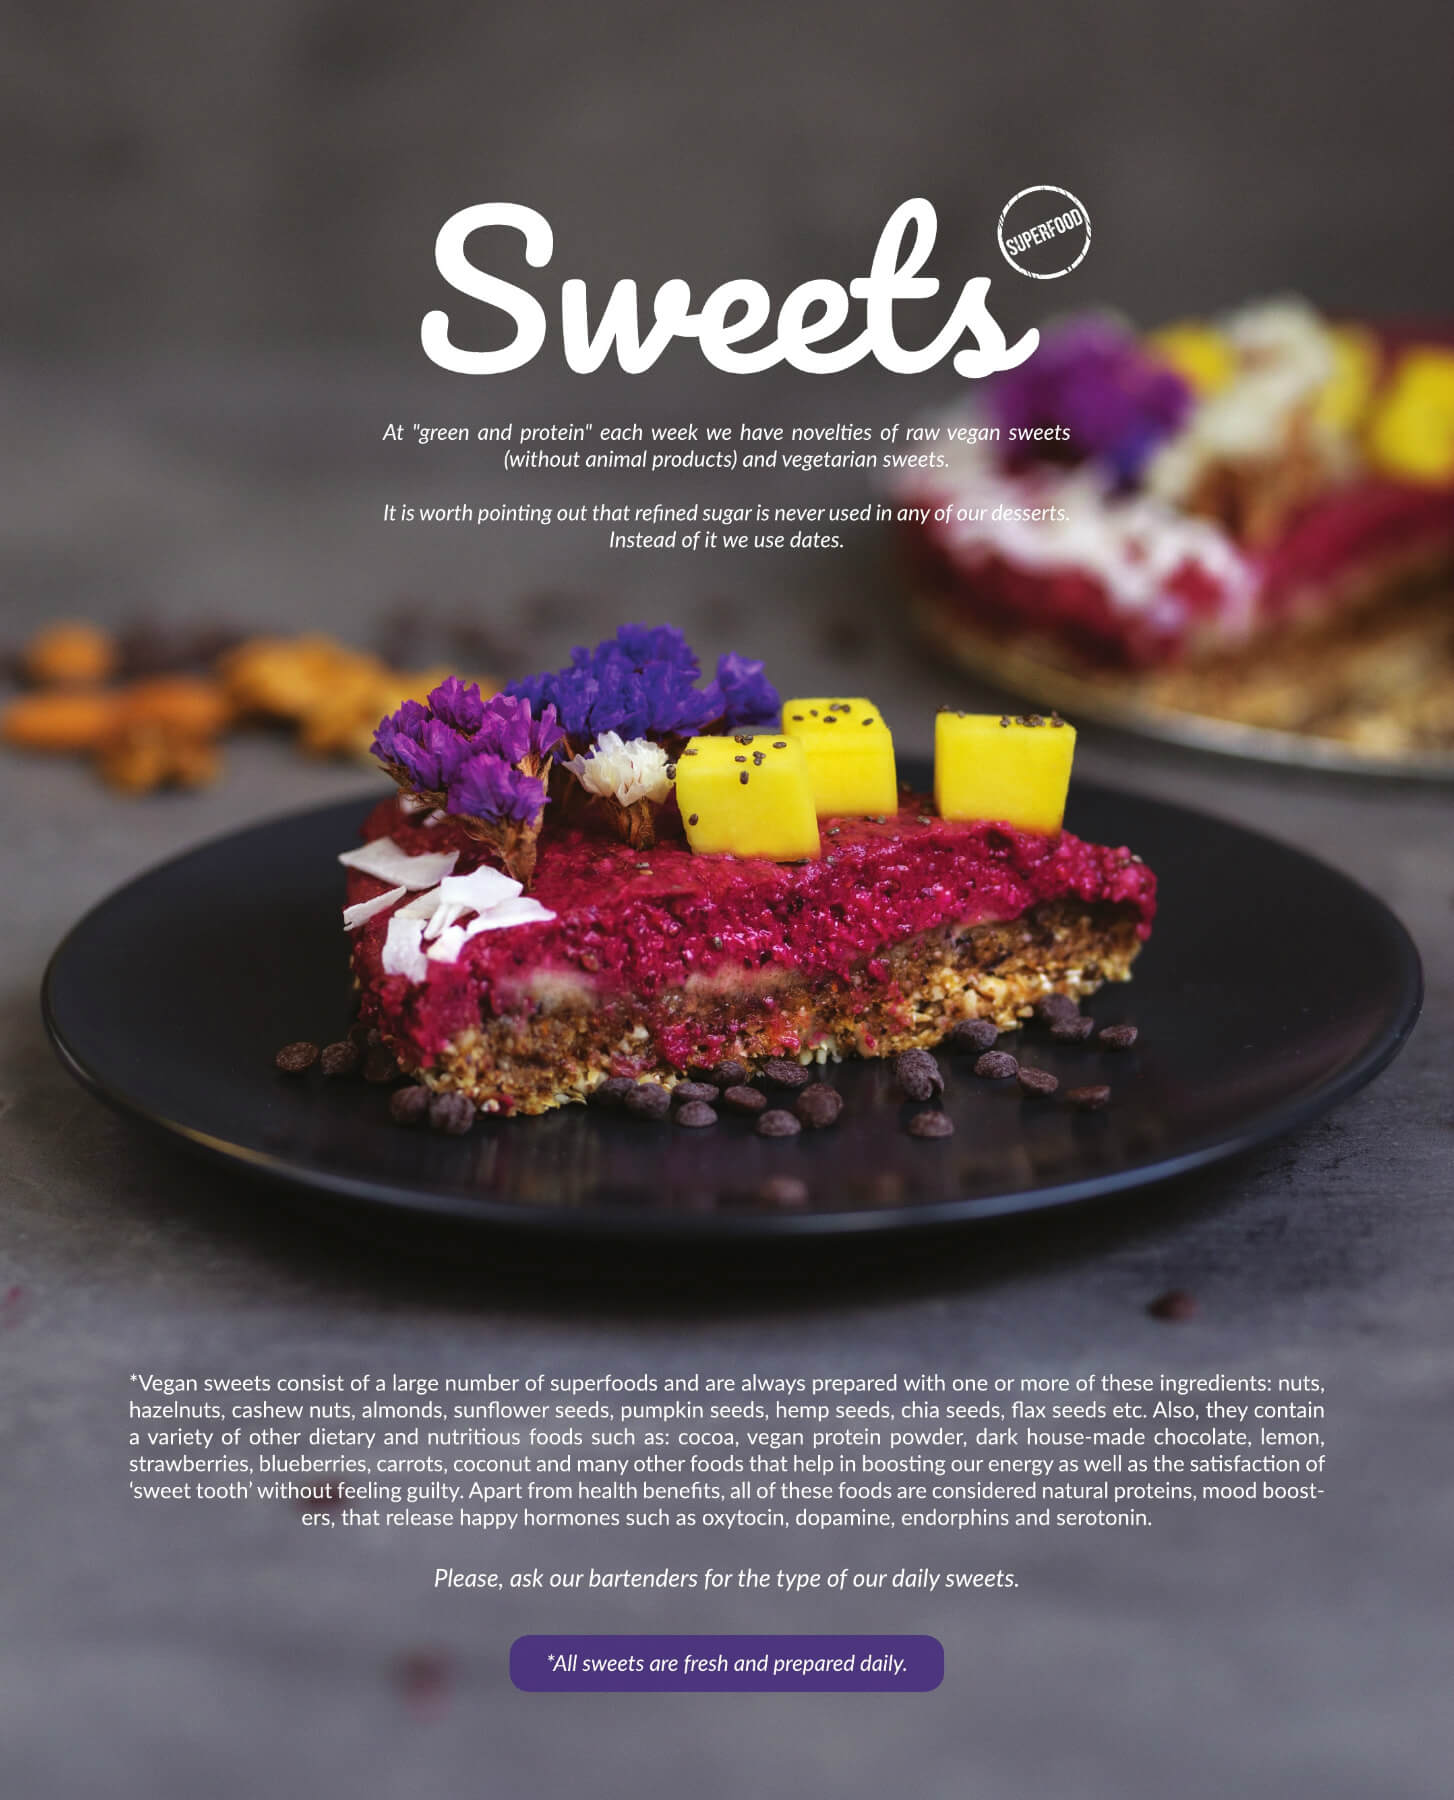 Sweets
SUPERFOOD
At "green and protein" each week we have novelties of raw vegan sweets
(without animal products) and vegetarian sweets.
It is worth pointing out that refined sugar is never used in any of our desserts.
Instead of it we use dates.
*Vegan sweets consist of a large number of superfoods and are always prepared with one or more of these ingredients: nuts,
hazelnuts, cashew nuts, almonds, sunflower seeds, pumpkin seeds, hemp seeds, chia seeds, flax seeds etc. Also, they contain
a variety of other dietary and nutritious foods such as: cocoa, vegan protein powder, dark house-made chocolate, lemon,
strawberries, blueberries, carrots, coconut and many other foods that help in boosting our energy as well as the satisfaction of
‘sweet tooth’ without feeling guilty. Apart from health benefits, all of these foods are considered natural proteins, mood boost-
ers, that release happy hormones such as oxytocin, dopamine, endorphins and serotonin.
Please, ask our bartenders for the type of our daily sweets.
*All sweets are fresh and prepared daily.